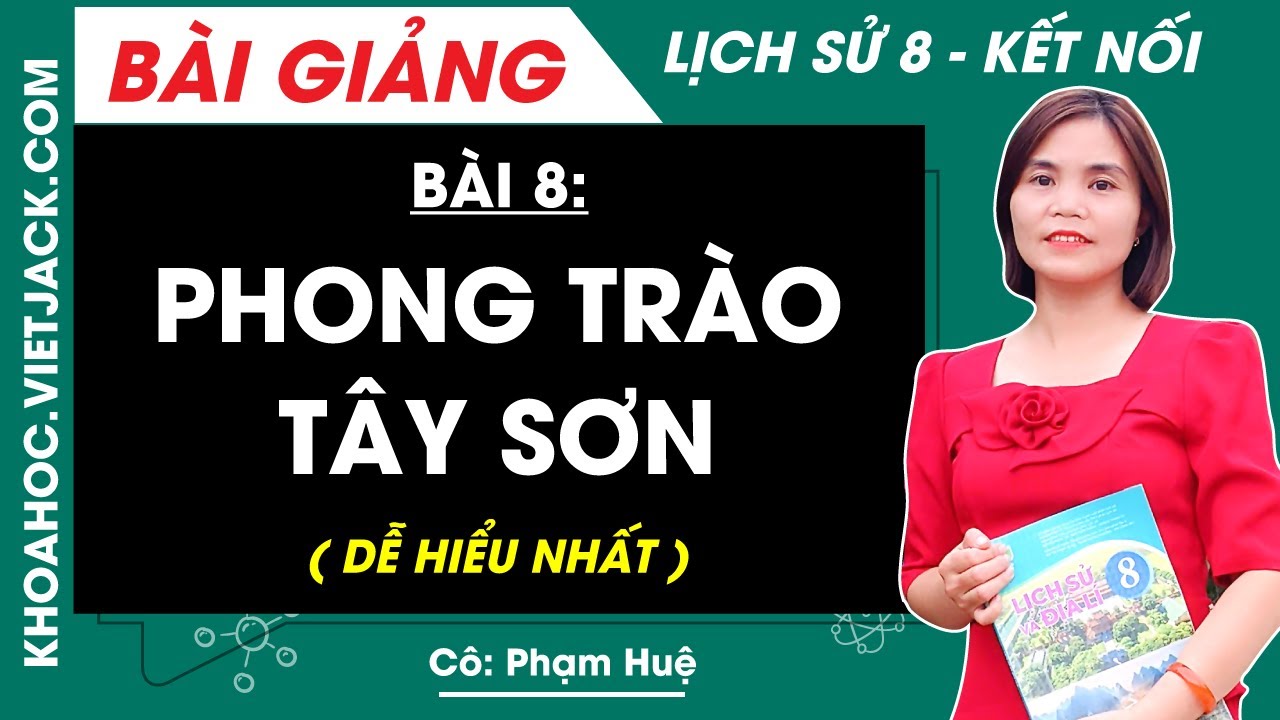 BÀI GIẢNG
LỊCH SỬ 8 - KẾT NỐI
KHOAHOC.VIETJACK.COM
BÀI 8:
PHONG TRÀO
TÂY SƠN
( DỄ HIỂU NHẤT )
Cô: Phạm Huệ
LỊCH SỬ
VÀ ĐỊA LÍ
8